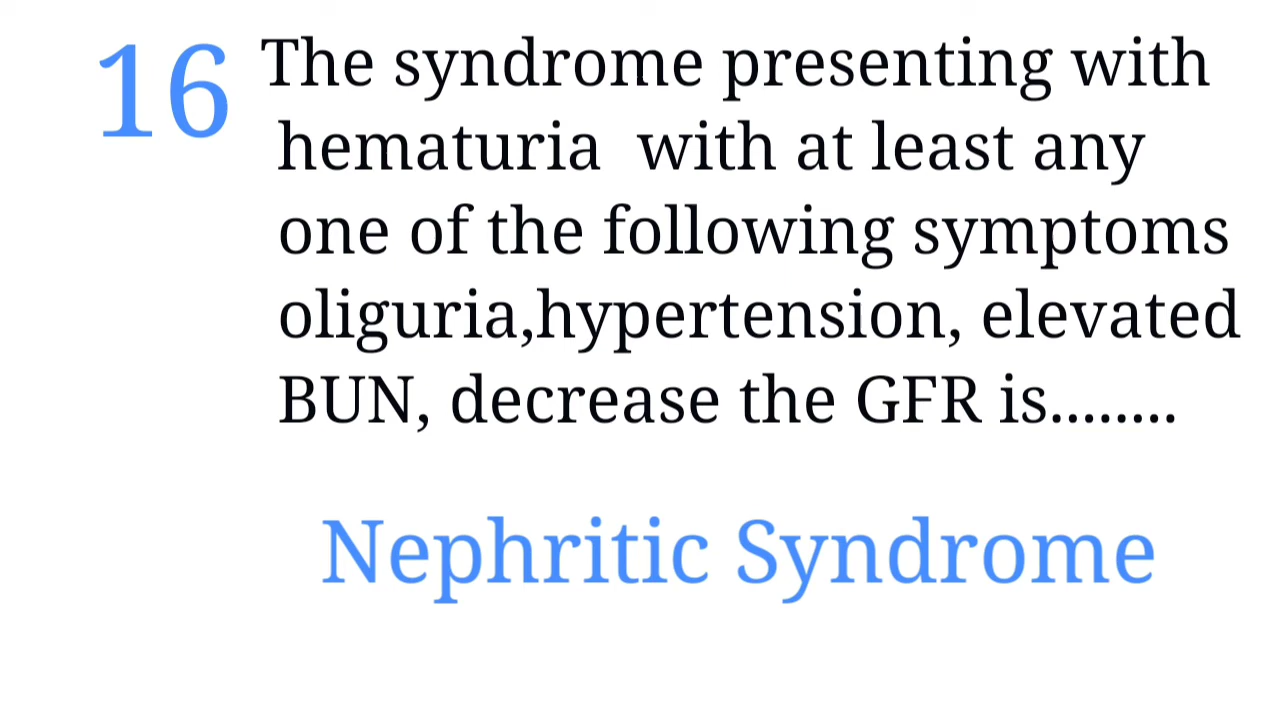 16 The syndrome presenting with
hematuria with at least any
one of the following symptoms
oliguria,hypertension, elevated
BUN, decrease the GFR is........
Nephritic Syndrome